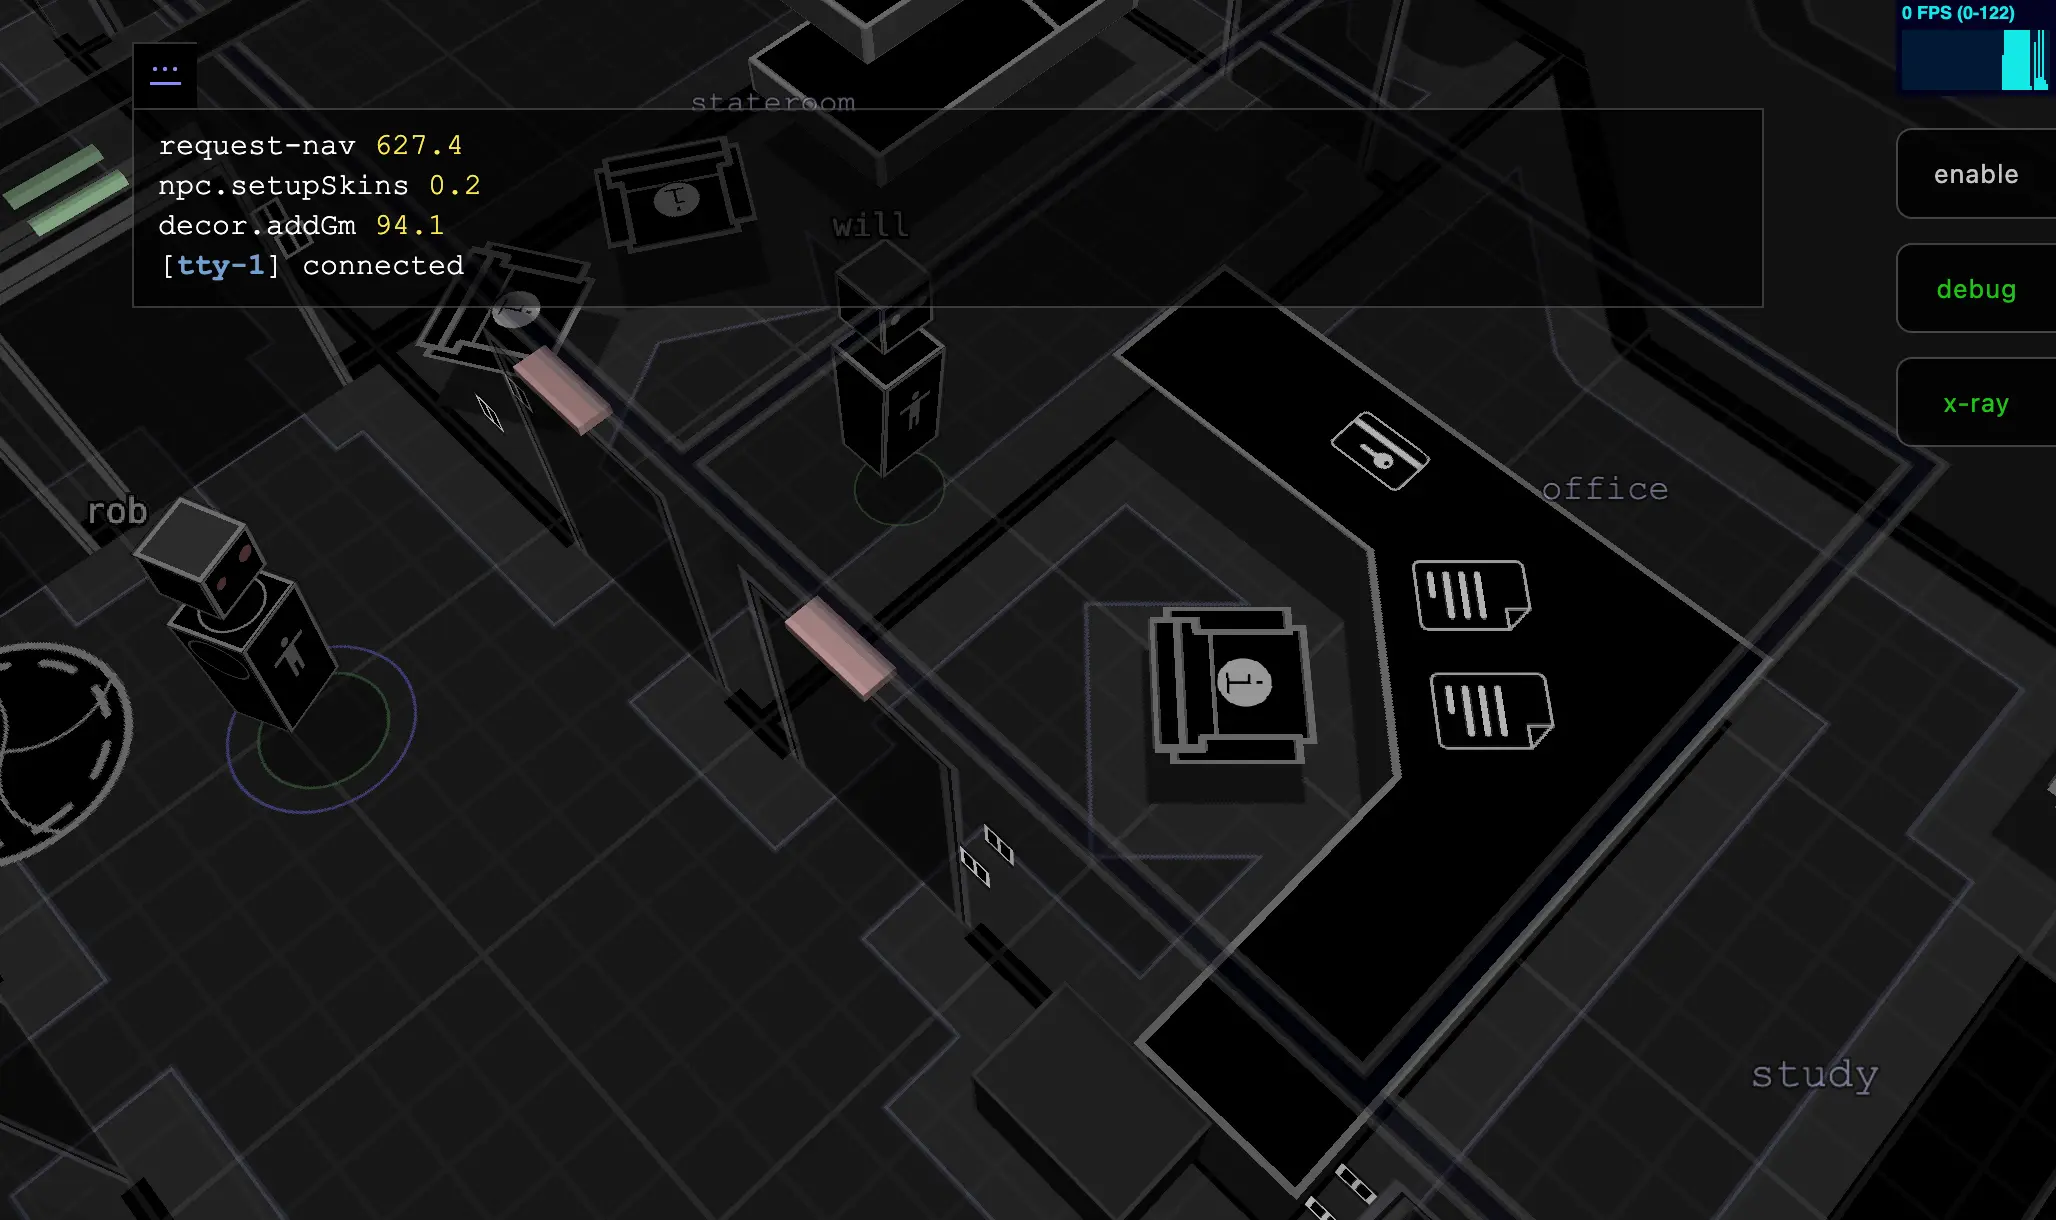 0 FPS (0-122)
...
stateroom
request-nav 627.4
npc.setupSkins 0.2
decor.addGm 94.1
[tty-1] connected
will
enable
debug
x-ray
rob
office
study